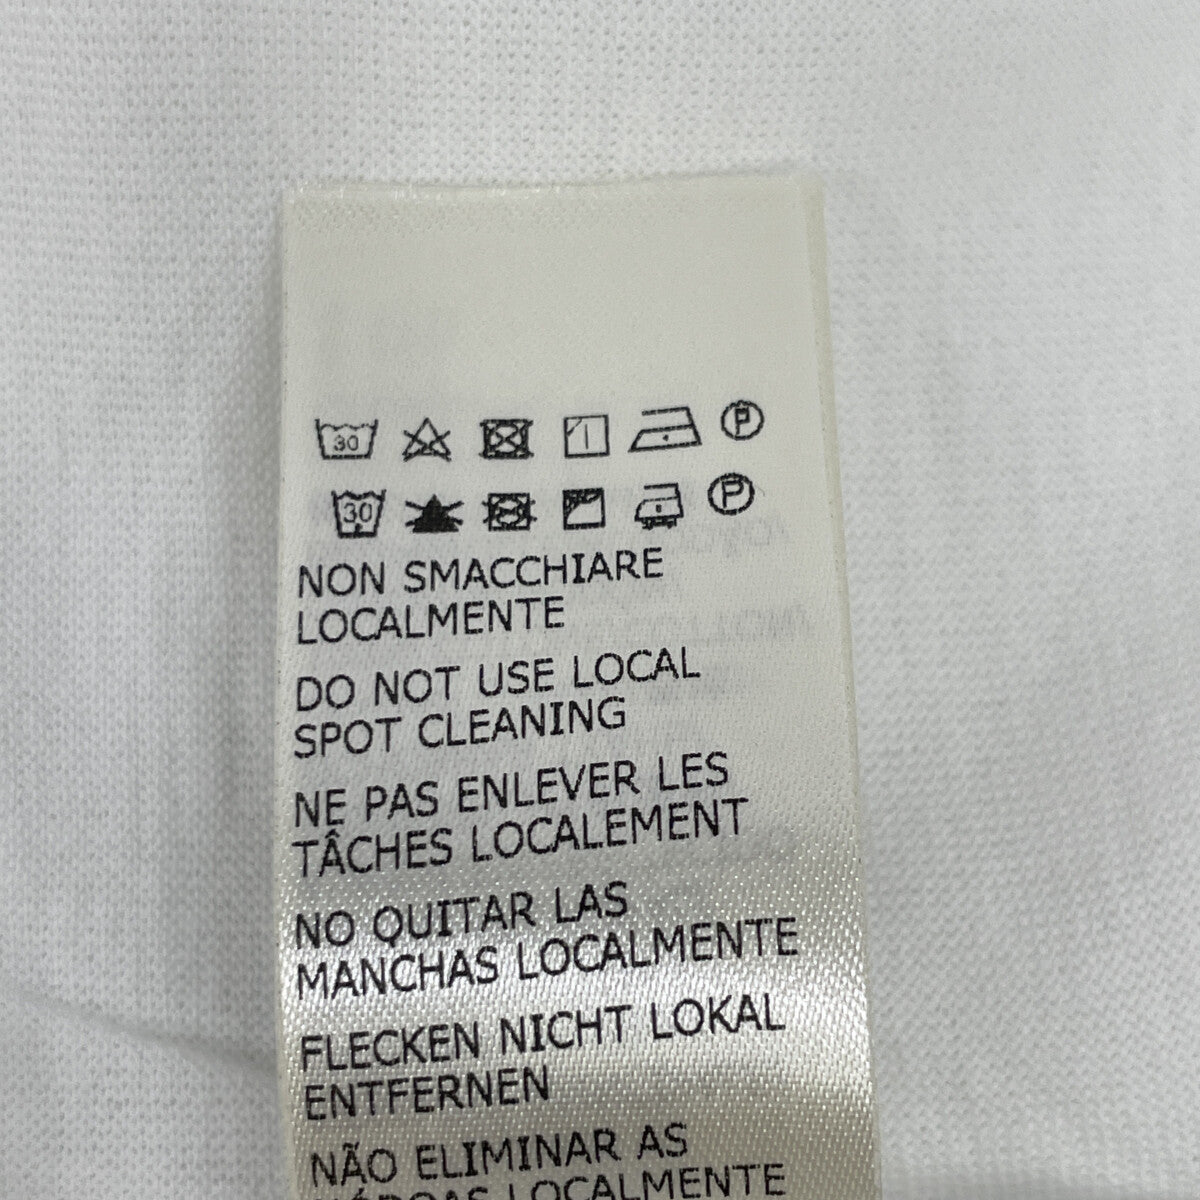 30 P
30 P
NON SMACCHIARE
LOCALMENTE
DO NOT USE LOCAL
SPOT CLEANING
NE PAS ENLEVER LES
TÂCHES LOCALEMENT
NO QUITAR LAS
MANCHAS LOCALMENTE
FLECKEN NICHT LOKAL
ENTFERNEN
NÃO ELIMINAR AS
LOCALMENTE